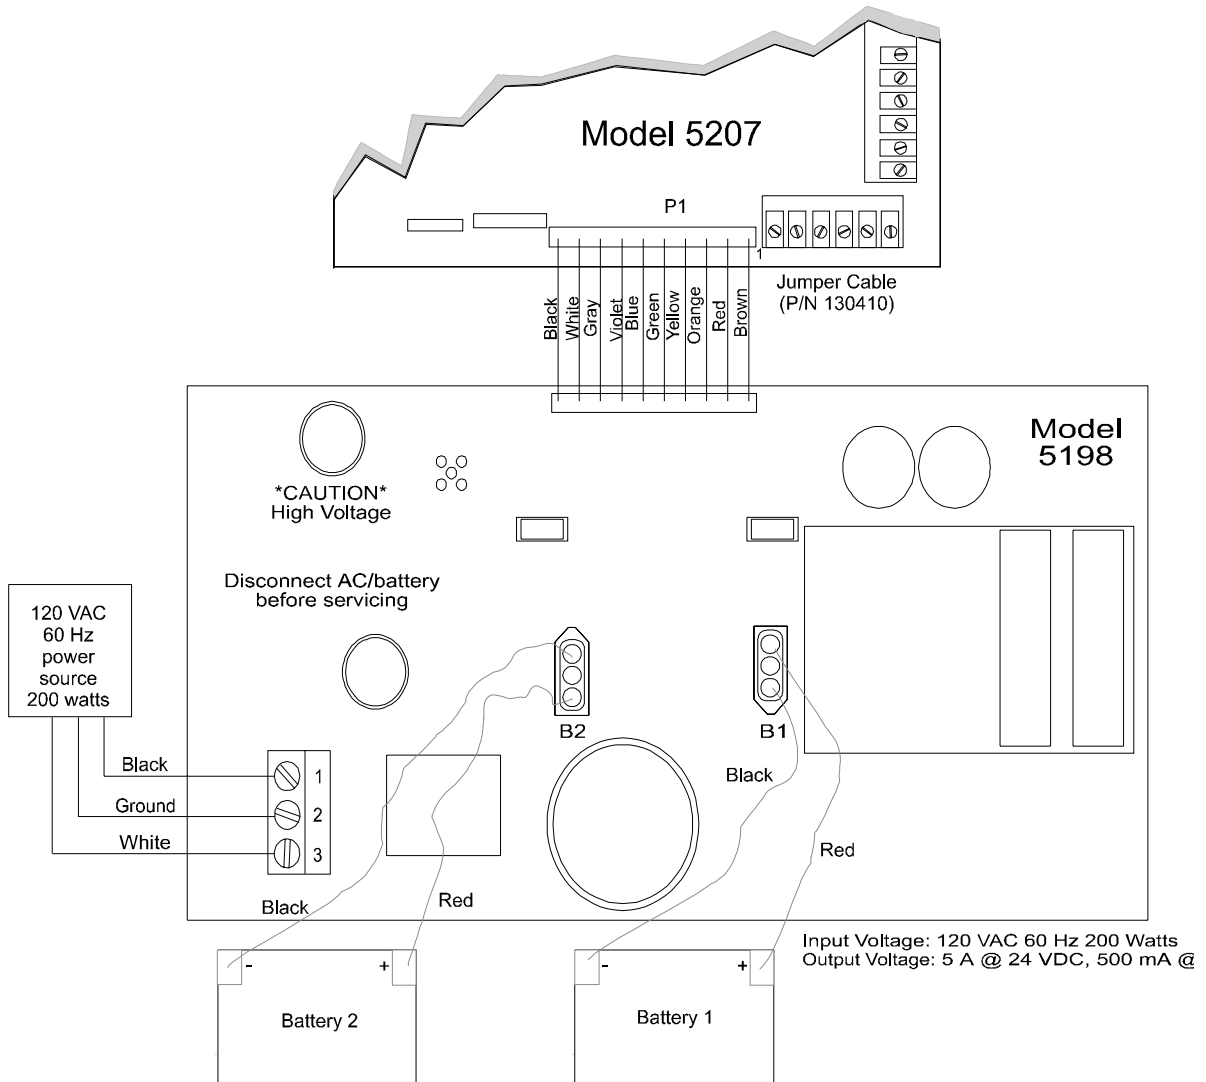 Model 5207
P1
1
Jumper Cable
(P/N 130410)
Black
White
Gray
Violet
Blue
Green
Yellow
Orange
Red
Brown
Model
5198
*CAUTION*
High Voltage
Disconnect AC/battery
before servicing
120 VAC
60 Hz
power
source
200 watts
B2
B1
Black
1
Ground
2
White
3
Black
Red
Black
Red
Input Voltage: 120 VAC 60 Hz 200 Watts
Output Voltage: 5 A @ 24 VDC, 500 mA @
-
+
Battery 2
-
+
Battery 1